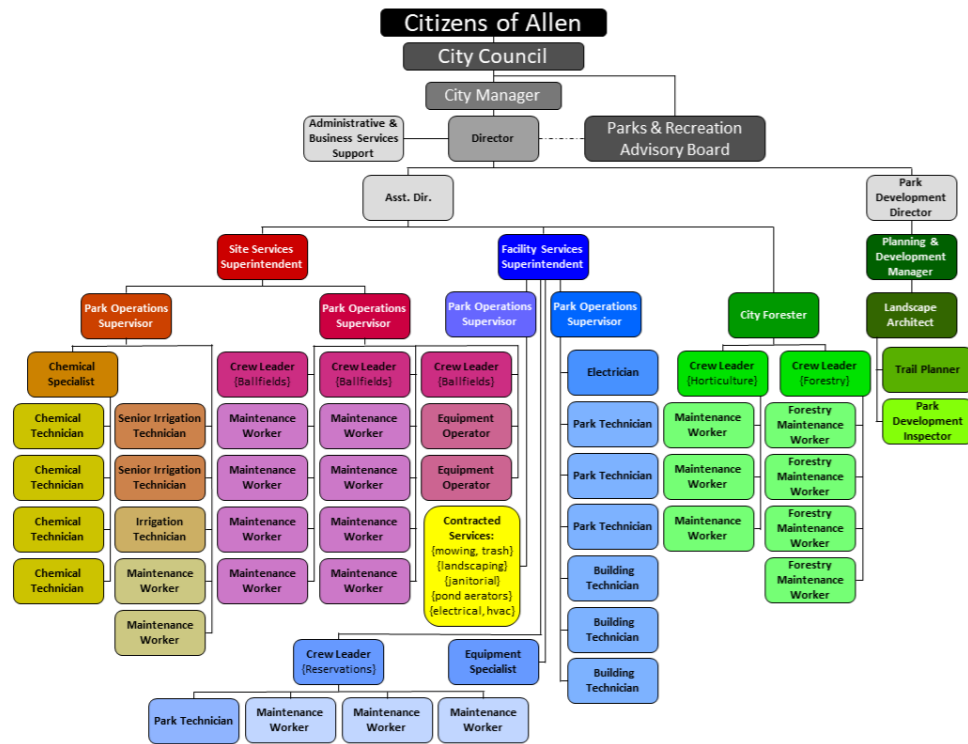 Citizens of Allen
City Council
City Manager
Administrative &
Business Services
Support
Director
Parks & Recreation
Advisory Board
Asst. Dir.
Park
Development
Director
Site Services
Superintendent
Facility Services
Superintendent
Planning &
Development
Manager
Park Operations
Supervisor
Park Operations
Supervisor
Park Operations
Supervisor
Park Operations
Supervisor
City Forester
Landscape
Architect
Chemical
Specialist
Crew Leader
{Ballfields}
Crew Leader
{Ballfields}
Crew Leader
{Ballfields}
Electrician
Crew Leader
{Horticulture}
Crew Leader
{Forestry}
Trail Planner
Chemical
Technician
Senior Irrigation
Technician
Maintenance
Worker
Maintenance
Worker
Equipment
Operator
Park Technician
Maintenance
Worker
Forestry
Maintenance
Worker
Park
Development
Inspector
Chemical
Technician
Senior Irrigation
Technician
Maintenance
Worker
Maintenance
Worker
Equipment
Operator
Park Technician
Maintenance
Worker
Forestry
Maintenance
Worker
Chemical
Technician
Irrigation
Technician
Maintenance
Worker
Maintenance
Worker
Contracted
Services:
{mowing, trash}
{landscaping}
{janitorial}
{pond aerators}
{electrical, hvac}
Park Technician
Maintenance
Worker
Forestry
Maintenance
Worker
Chemical
Technician
Maintenance
Worker
Maintenance
Worker
Maintenance
Worker
Building
Technician
Forestry
Maintenance
Worker
Maintenance
Worker
Building
Technician
Crew Leader
{Reservations}
Equipment
Specialist
Building
Technician
Park Technician
Maintenance
Worker
Maintenance
Worker
Maintenance
Worker